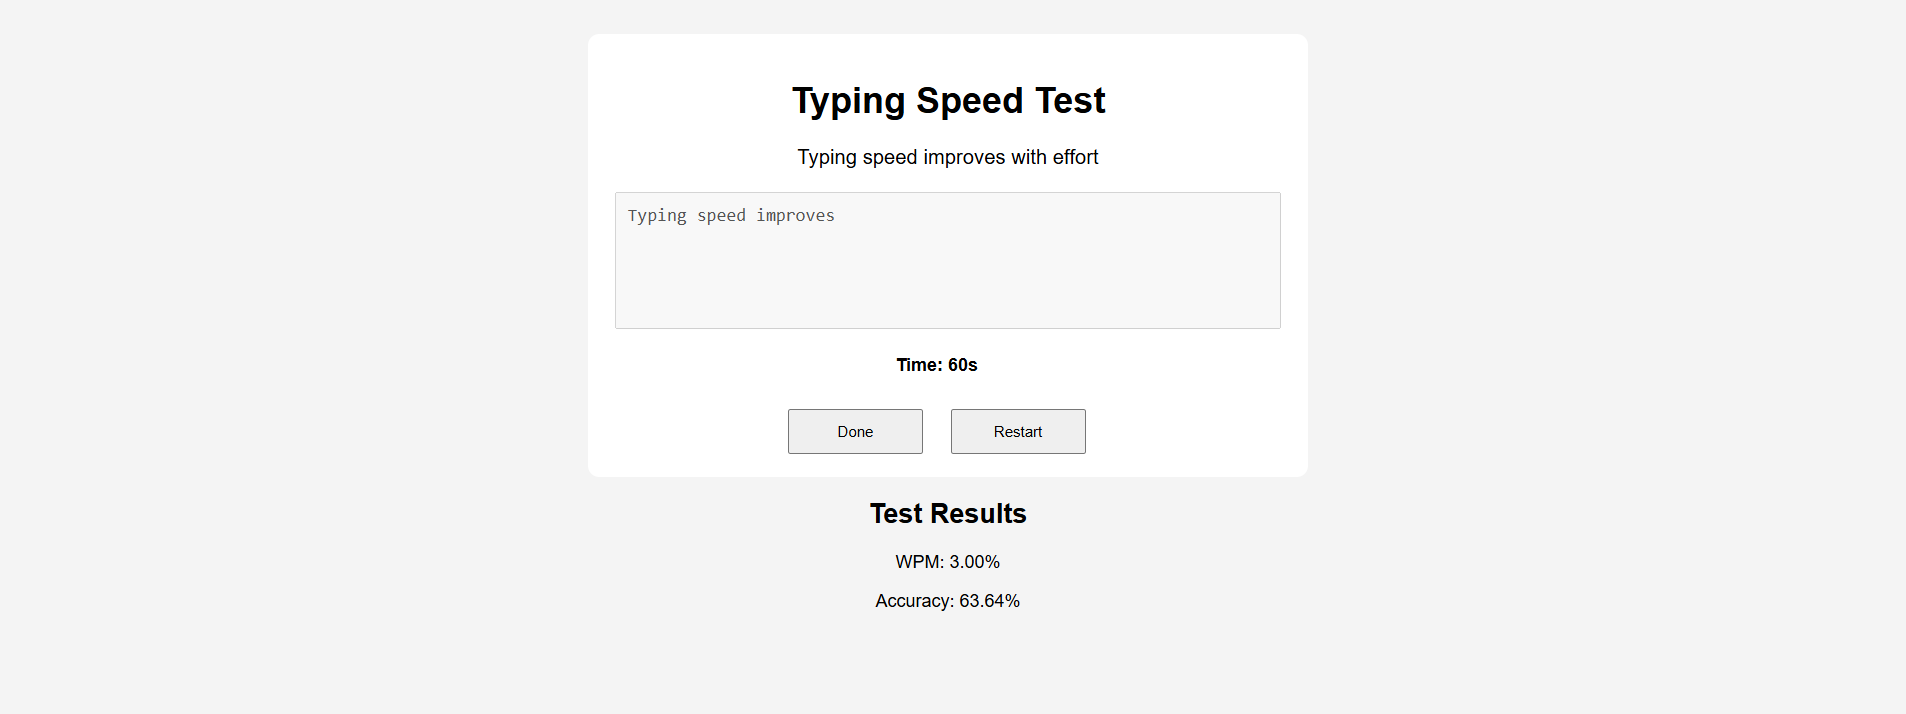 Typing Speed Test
Typing speed improves with effort
Typing speed improves
Time: 60s
Done Restart
Test Results
WPM: 3.00%
Accuracy: 63.64%